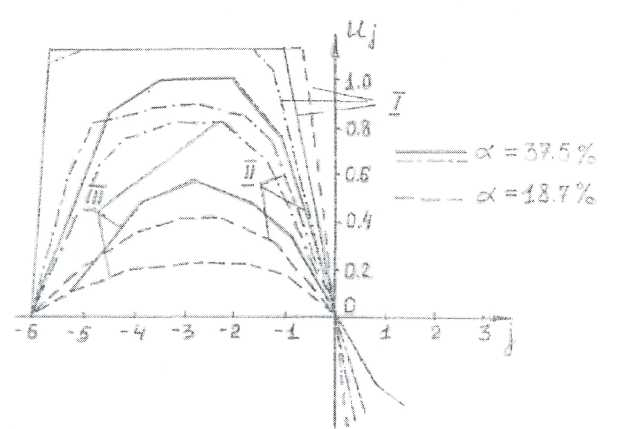 Uj
1.0
I
0.8
α = 37.5 %
0.6
II
III
α = 18.7 %
0.4
0.2
0
-6 -5 -4 -3 -2 -1 1 2 3 j